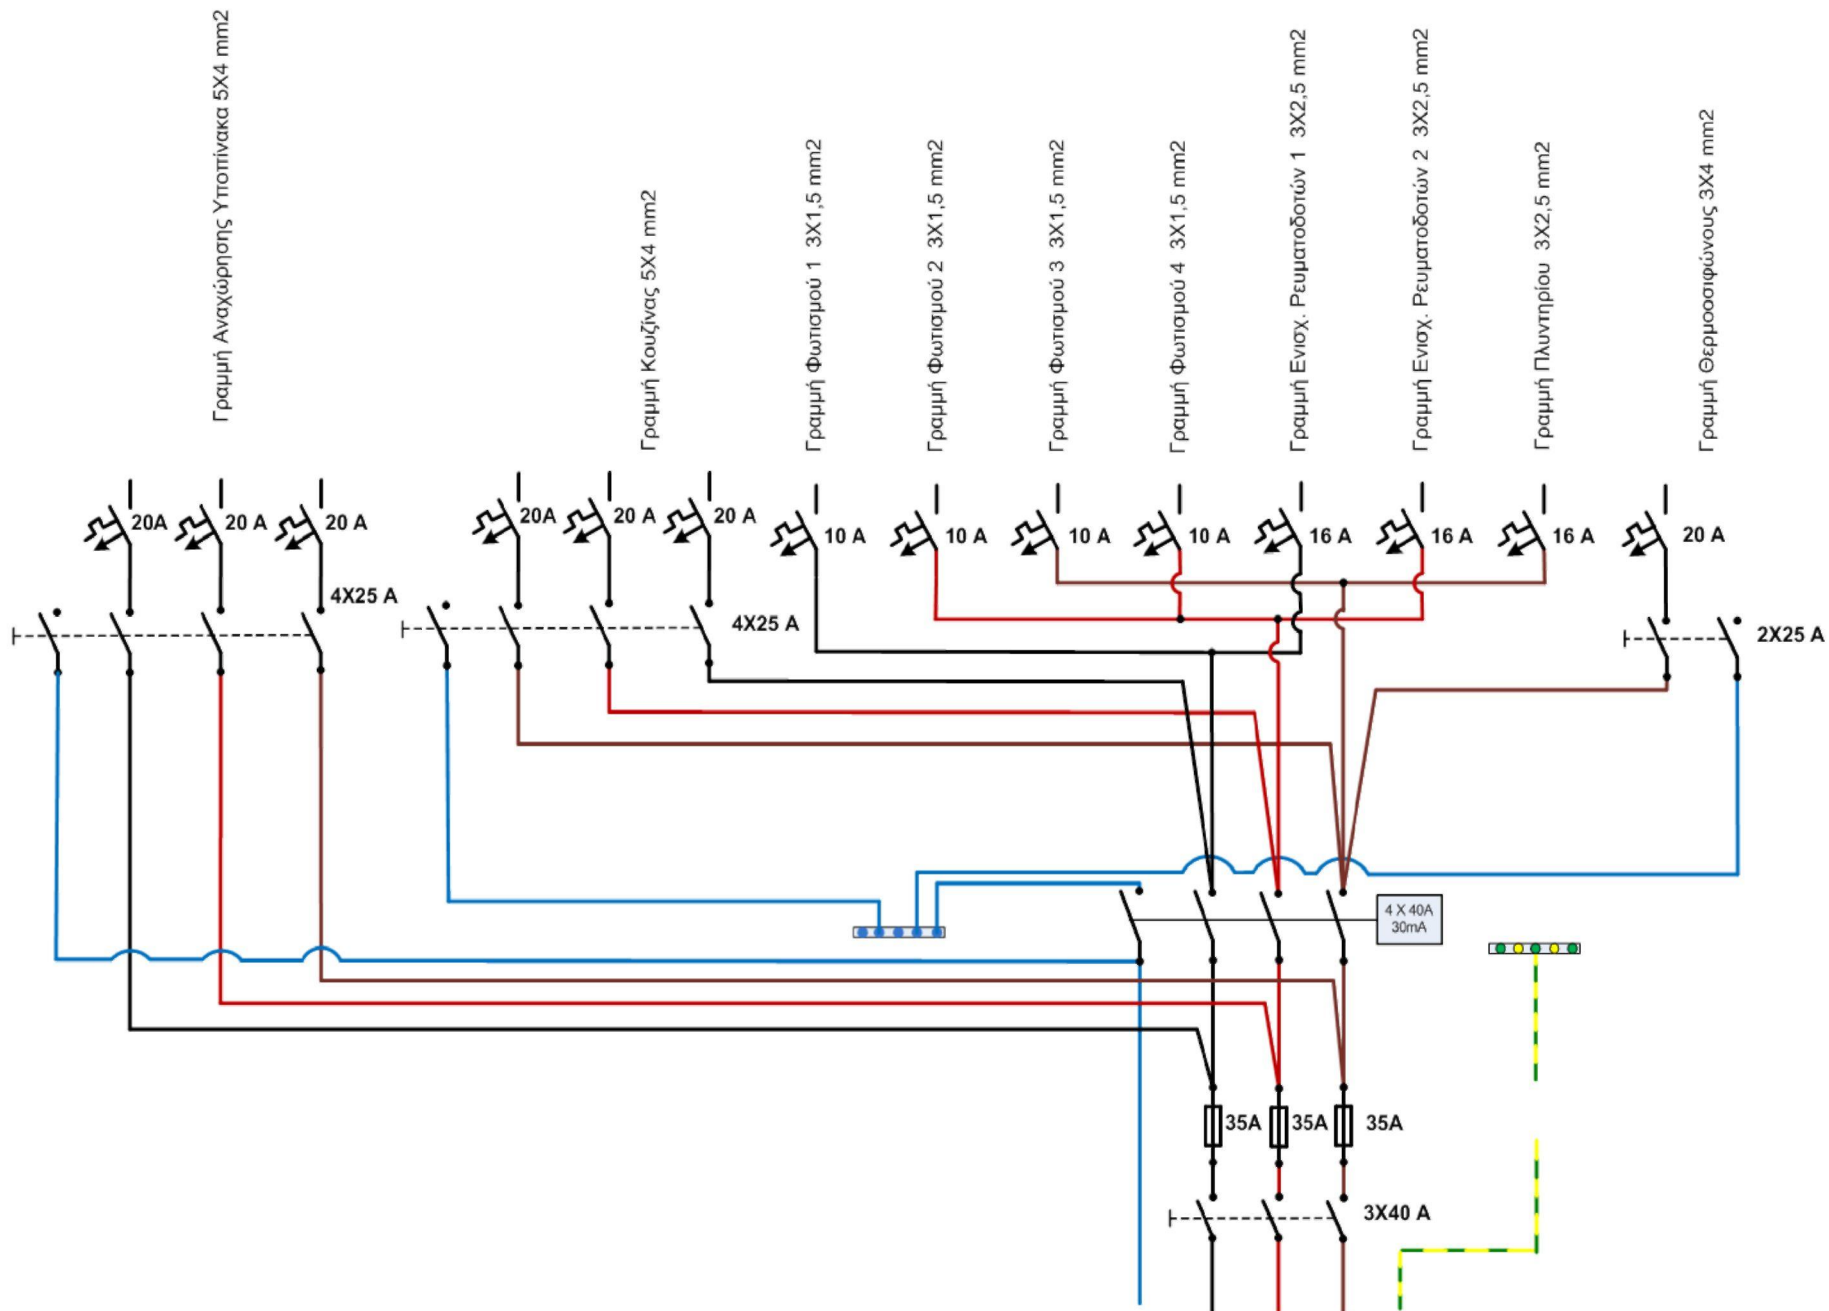 Γραμμή Αναχώρησης Υποπίνακα 5Χ4 mm2
Γραμμή Κουζίνας 5Χ4 mm2
Γραμμή Φωτισμού 1 3Χ1,5 mm2
Γραμμή Φωτισμού 2 3Χ1,5 mm2
Γραμμή Φωτισμού 3 3Χ1,5 mm2
Γραμμή Φωτισμού 4 3Χ1,5 mm2
Γραμμή Ενισχ. Ρευματοδοτών 1 3Χ2,5 mm2
Γραμμή Ενισχ. Ρευματοδοτών 2 3Χ2,5 mm2
Γραμμή Πλυντηρίου 3Χ2,5 mm2
Γραμμή Θερμοσιφώνους 3Χ4 mm2
20A
20 A
20 A
20A
20 A
20 A
10 A
10 A
10 A
10 A
16 A
16 A
16 A
20 A
4X25 A
4X25 A
2X25 A
4 X 40A
30mA
35A
35A
35A
3X40 A